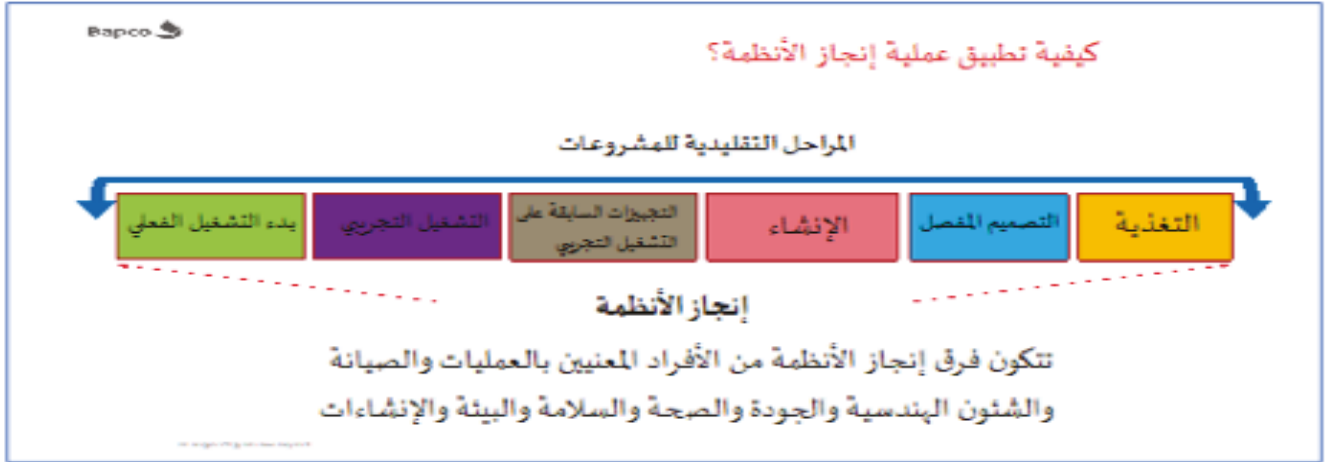 Bapco
كيفية تطبيق عملية إنجاز الأنظمة؟
المراحل التقليدية للمشروعات
التغذية
التصميم المفصل
الإنشاء
التجهيزات السابقة على
التشغيل التجريبي
التشغيل التجريبي
بدء التشغيل الفعلي
إنجاز الأنظمة
تتكون فرق إنجاز الأنظمة من الأفراد المعنيين بالعمليات والصيانة
والشئون الهندسية والجودة والصحة والسلامة والبيئة والإنشاءات